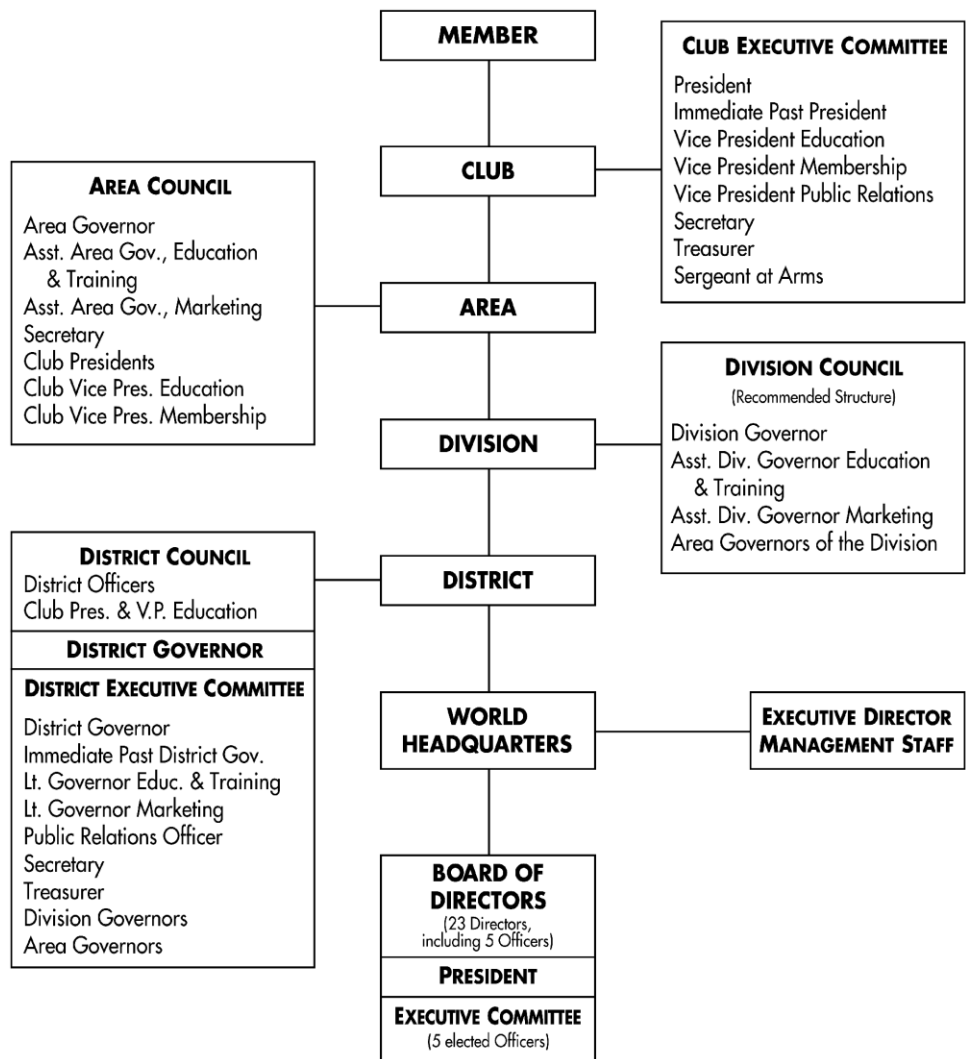 MEMBER
CLUB EXECUTIVE COMMITTEE
President
Immediate Past President
Vice President Education
Vice President Membership
Vice President Public Relations
Secretary
Treasurer
Sergeant at Arms
CLUB
AREA COUNCIL
Area Governor
Asst. Area Gov., Education
& Training
Asst. Area Gov., Marketing
Secretary
Club Presidents
Club Vice Pres. Education
Club Vice Pres. Membership
AREA
DIVISION COUNCIL
(Recommended Structure)
Division Governor
Asst. Div. Governor Education
& Training
Asst. Div. Governor Marketing
Area Governors of the Division
DIVISION
DISTRICT COUNCIL
District Officers
Club Pres. & V.P. Education
DISTRICT GOVERNOR
DISTRICT EXECUTIVE COMMITTEE
District Governor
Immediate Past District Gov.
Lt. Governor Educ. & Training
Lt. Governor Marketing
Public Relations Officer
Secretary
Treasurer
Division Governors
Area Governors
DISTRICT
WORLD
HEADQUARTERS
EXECUTIVE DIRECTOR
MANAGEMENT STAFF
BOARD OF
DIRECTORS
(23 Directors,
including 5 Officers)
PRESIDENT
EXECUTIVE COMMITTEE
(5 elected Officers)